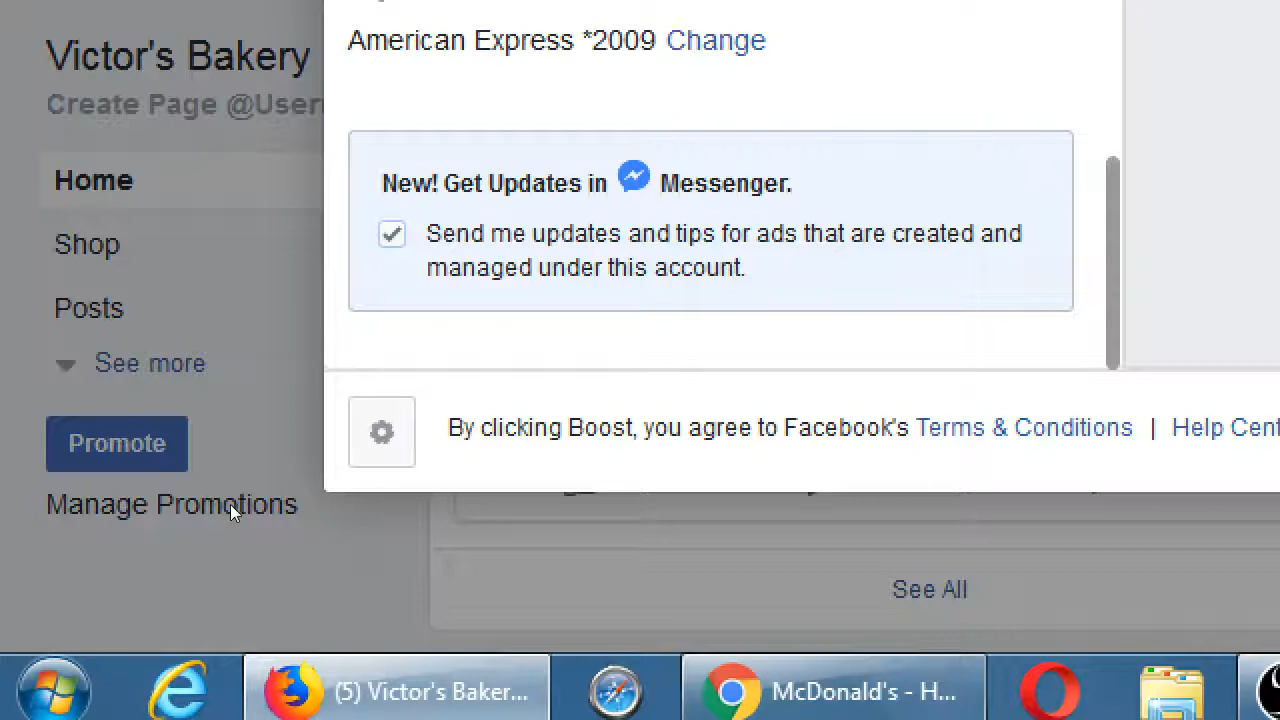 American Express *2009 Change
Victor's Bakery
Create Page @User
New! Get Updates in Messenger.
Home
Send me updates and tips for ads that are created and
managed under this account.
Shop
Posts
See more
Promote
By clicking Boost, you agree to Facebook's Terms & Conditions | Help Cent
Manage Promotions
See All
(5) Victor's Baker...
McDonald's - H...